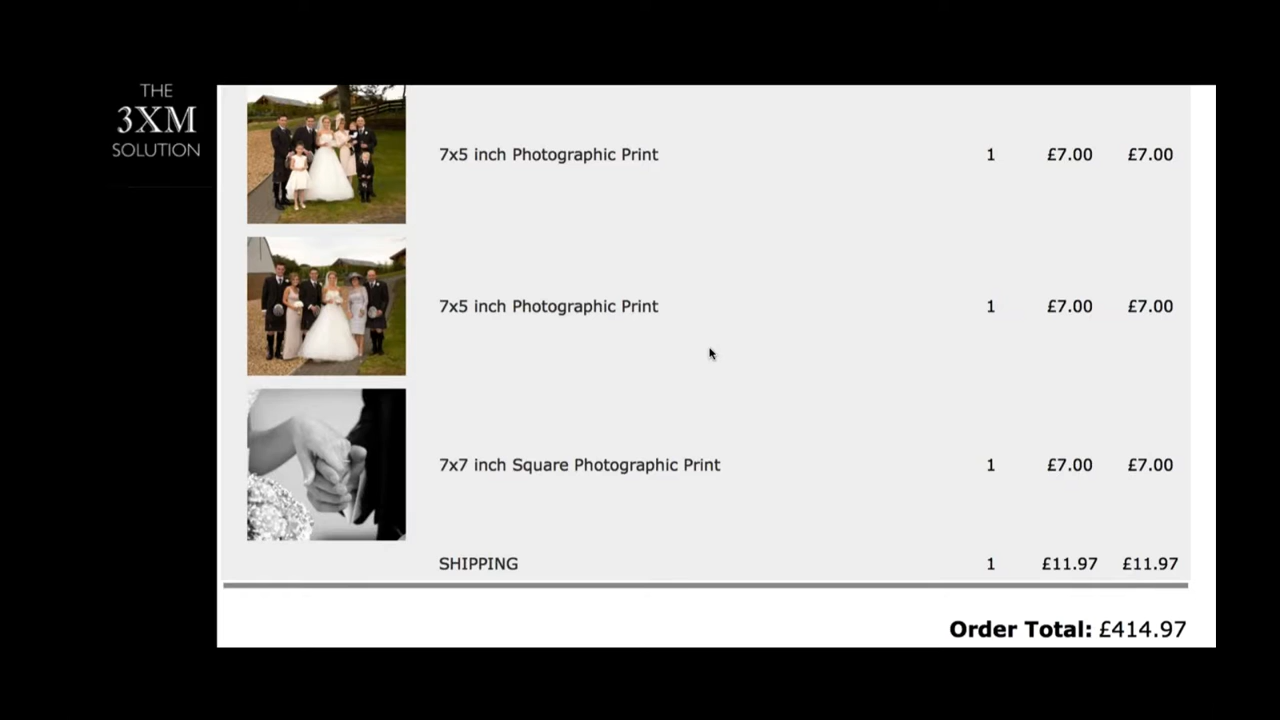 THE
3XM
SOLUTION
7x5 inch Photographic Print 1 £7.00 £7.00
7x5 inch Photographic Print 1 £7.00 £7.00
7x7 inch Square Photographic Print 1 £7.00 £7.00
SHIPPING 1 £11.97 £11.97
Order Total: £414.97